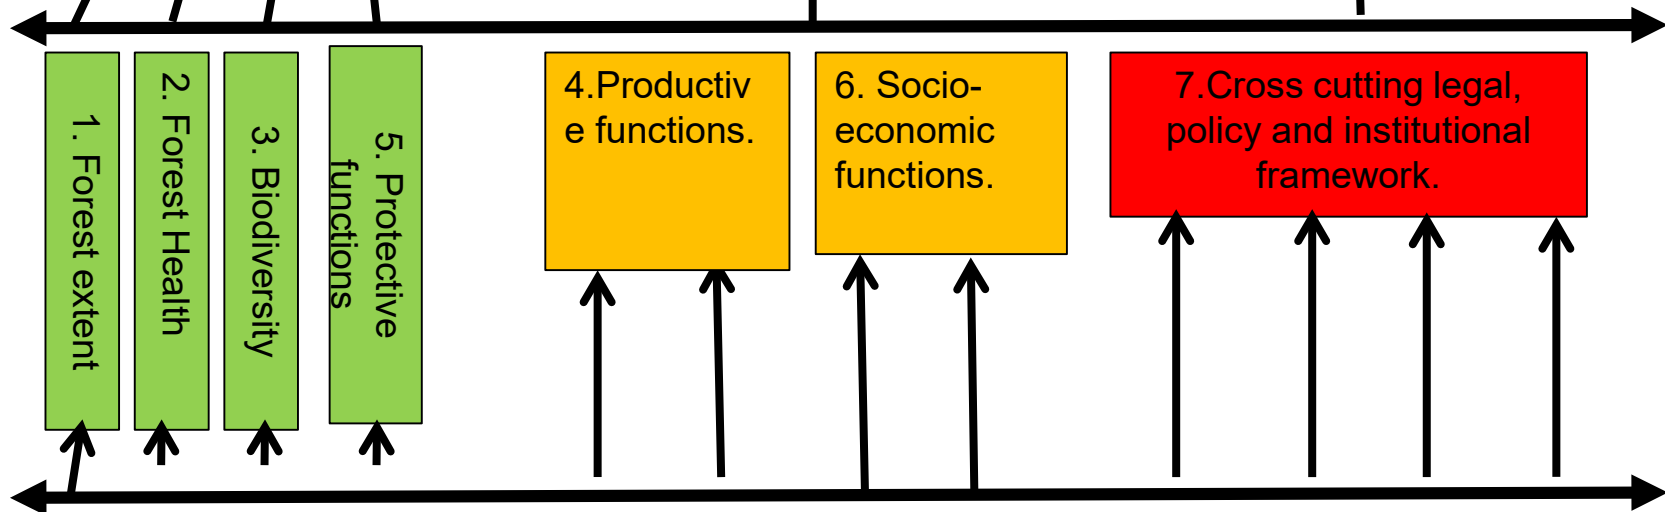 1. Forest extent
2. Forest Health
3. Biodiversity
5. Protective
functions
4.Productiv
e functions.
6. Socio-
economic
functions.
7.Cross cutting legal,
policy and institutional
framework.